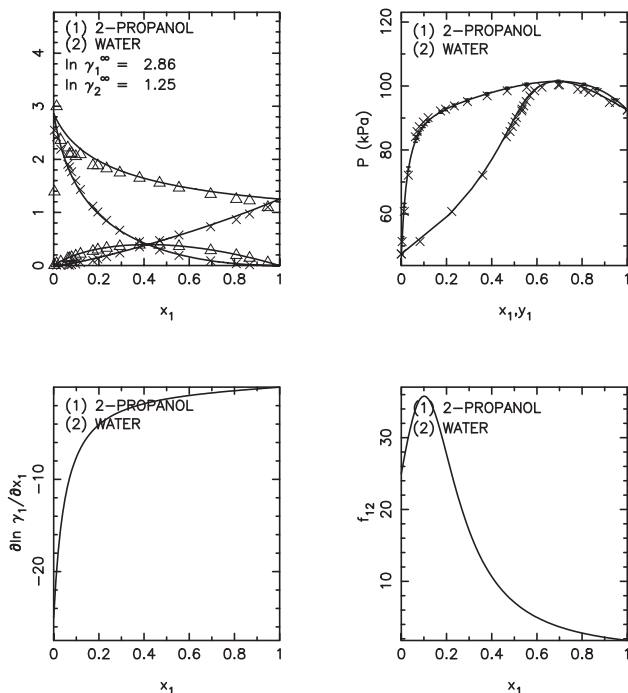 (1) 2-PROPANOL
(2) WATER
ln γ₁^∞ = 2.86
ln γ₂^∞ = 1.25
4
3
2
1
0
0 0.2 0.4 0.6 0.8 1
x₁
(1) 2-PROPANOL
(2) WATER
P (kPa)
120
100
80
60
0 0.2 0.4 0.6 0.8 1
x₁,y₁
(1) 2-PROPANOL
(2) WATER
∂ln γ₁/∂x₁
-10
-20
0 0.2 0.4 0.6 0.8 1
x₁
(1) 2-PROPANOL
(2) WATER
f₁₂
30
20
10
0 0.2 0.4 0.6 0.8 1
x₁